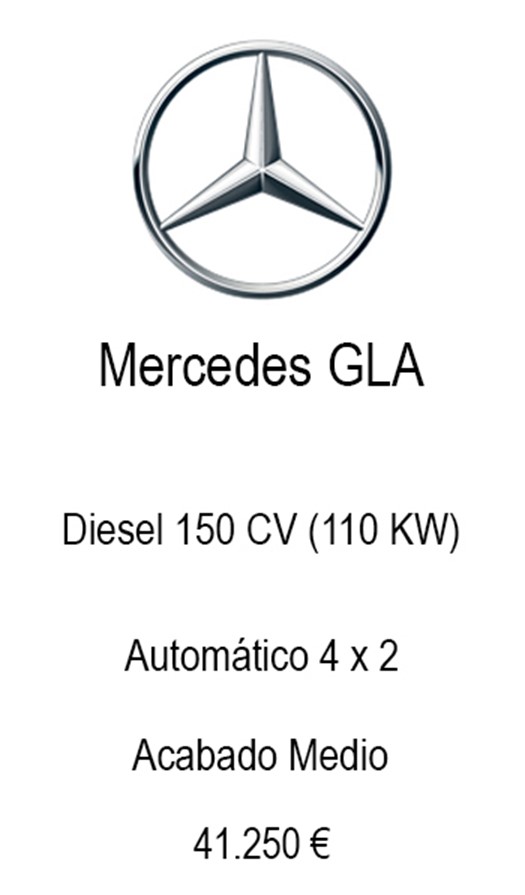 Mercedes GLA
Diesel 150 CV (110 KW)
Automático 4 x 2
Acabado Medio
41.250 €